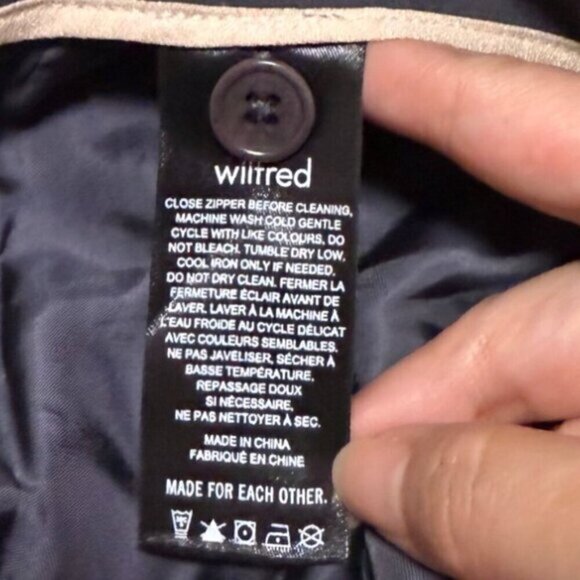 wilfred
CLOSE ZIPPER BEFORE CLEANING,
MACHINE WASH COLD GENTLE
CYCLE WITH LIKE COLOURS, DO
NOT BLEACH. TUMBLE DRY LOW,
COOL IRON ONLY IF NEEDED.
DO NOT DRY CLEAN. FERMER LA
FERMETURE ÉCLAIR AVANT DE
LAVER. LAVER À LA MACHINE À
L'EAU FROIDE AU CYCLE DÉLICAT
AVEC COULEURS SEMBLABLES.
NE PAS JAVELISER, SÉCHER À
BASSE TEMPÉRATURE,
REPASSAGE DOUX
SI NÉCESSAIRE,
NE PAS NETTOYER À SEC.
MADE IN CHINA
FABRIQUÉ EN CHINE
MADE FOR EACH OTHER.